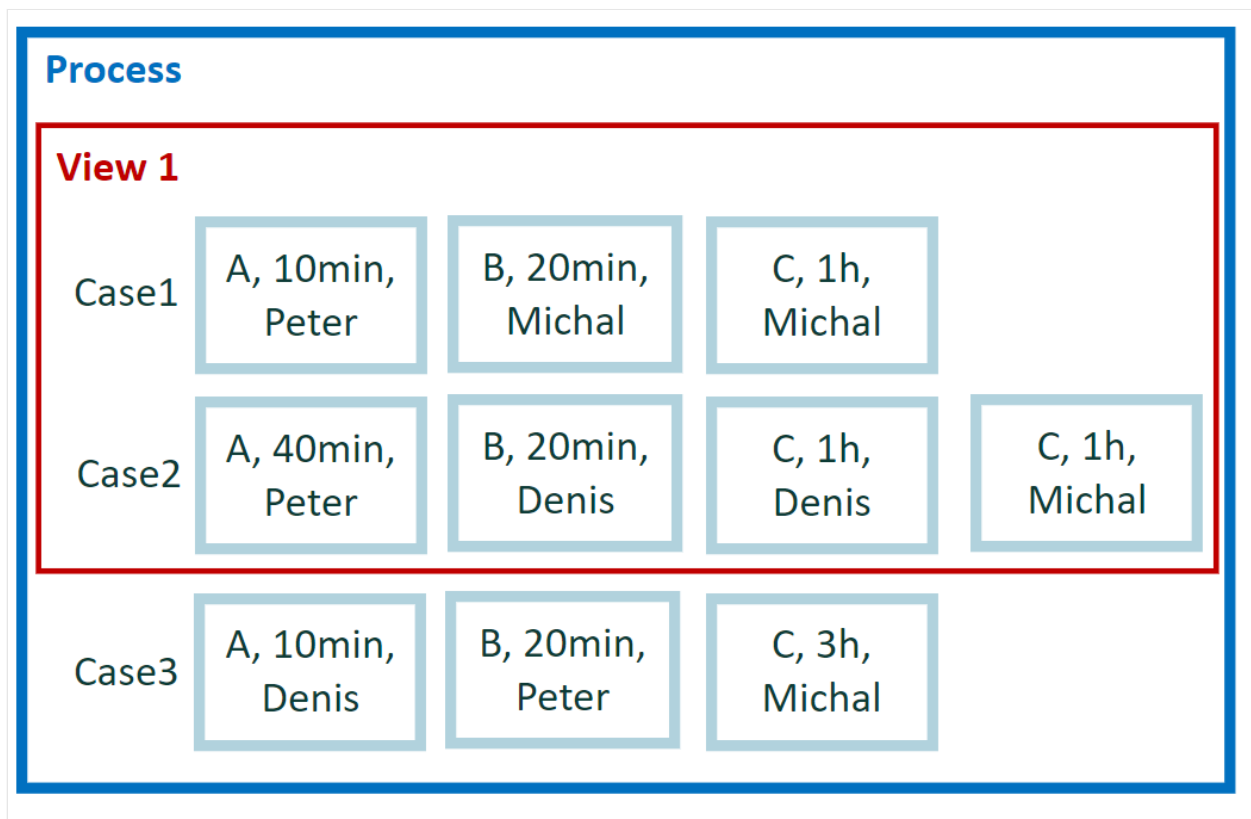 Process
View 1
Case1
A, 10min,
Peter
B, 20min,
Michal
C, 1h,
Michal
Case2
A, 40min,
Peter
B, 20min,
Denis
C, 1h,
Denis
C, 1h,
Michal
Case3
A, 10min,
Denis
B, 20min,
Peter
C, 3h,
Michal